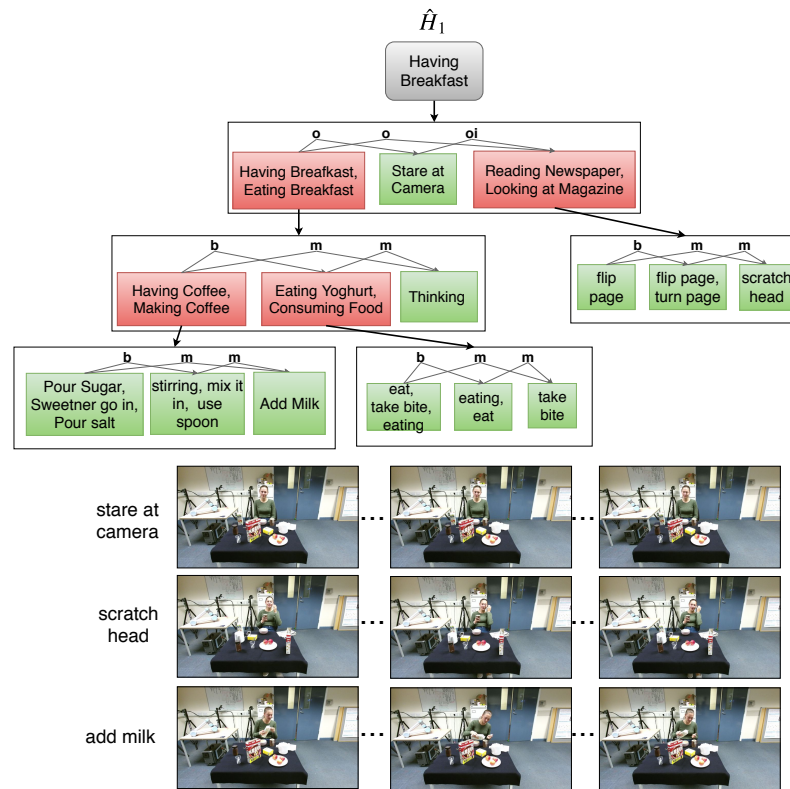 Ĥ₁
Having
Breakfast
o o oi
Having Breafkast,
Eating Breakfast
Stare at
Camera
Reading Newspaper,
Looking at Magazine
b m m
Having Coffee,
Making Coffee
Eating Yoghurt,
Consuming Food
Thinking
b m m
flip
page
flip page,
turn page
scratch
head
b m m
Pour Sugar,
Sweetner go in,
Pour salt
stirring, mix it
in, use
spoon
Add Milk
b m m
eat,
take bite,
eating
eating,
eat
take
bite
stare at
camera
... ...
scratch
head
... ...
add milk
... ...